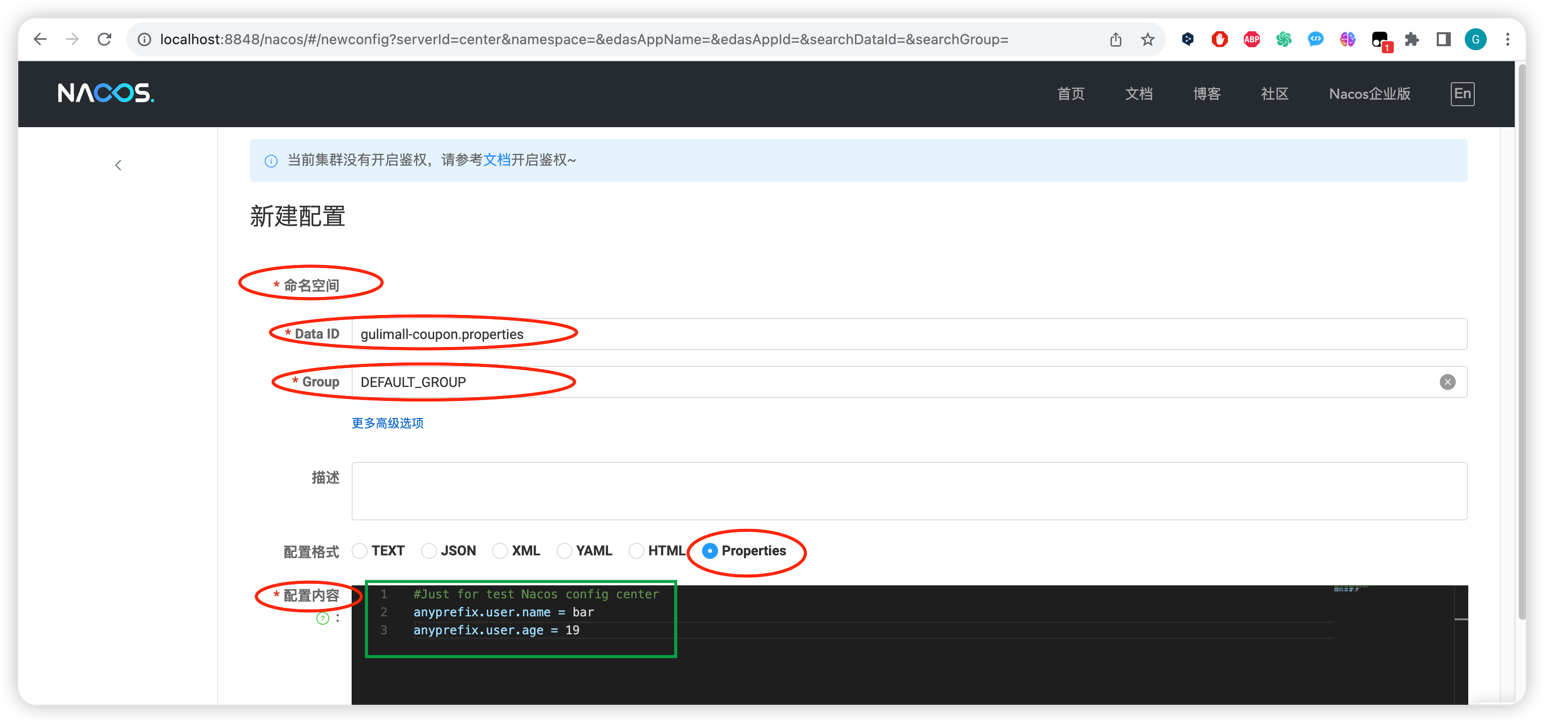 localhost:8848/nacos/#/newconfig?serverId=center&namespace=&edasAppName=&edasAppId=&searchDataId=&searchGroup=
ABP
1
G
NACOS.
首页 文档 博客 社区 Nacos企业版 En
当前集群没有开启鉴权，请参考文档开启鉴权~
新建配置
* 命名空间
* Data ID gulimall-coupon.properties
* Group DEFAULT_GROUP
更多高级选项
描述
配置格式 TEXT JSON XML YAML HTML Properties
* 配置内容
? :
1 #Just for test Nacos config center
2 anyprefix.user.name = bar
3 anyprefix.user.age = 19